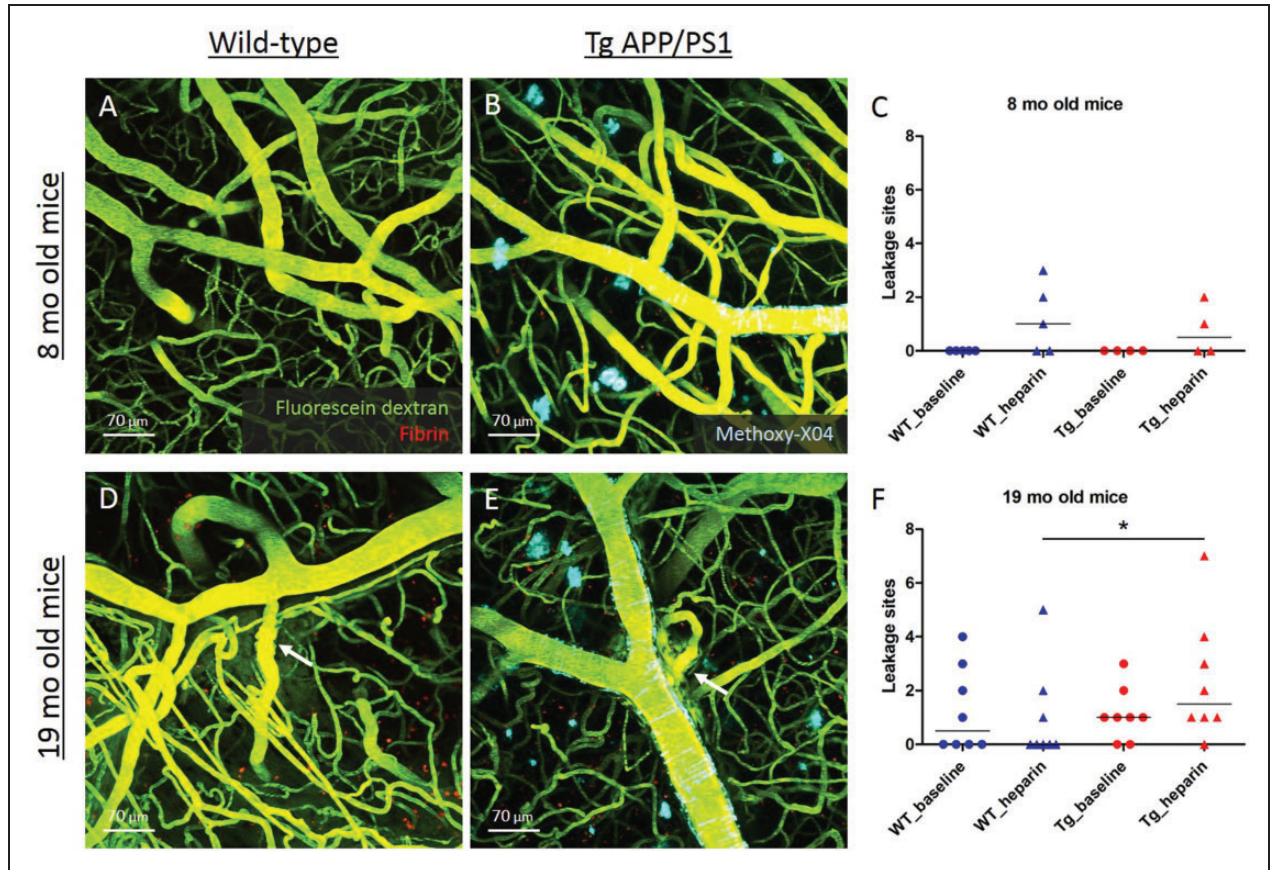 Wild-type
Tg APP/PS1
8 mo old mice
A
Fluorescein dextran
Fibrin
70 µm
B
Methoxy-X04
70 µm
C
8 mo old mice
Leakage sites
8
6
4
2
0
WT_baseline
WT_heparin
Tg_baseline
Tg_heparin
19 mo old mice
D
70 µm
E
70 µm
F
19 mo old mice
*
Leakage sites
8
6
4
2
0
WT_baseline
WT_heparin
Tg_baseline
Tg_heparin